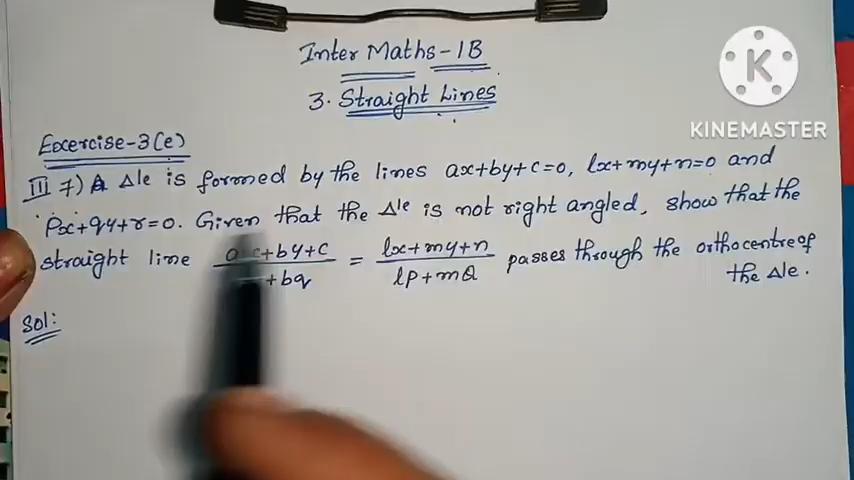 Inter Maths-1B
3. Straight Lines
K
KINEMASTER
Exercise-3(e)
III 7) A Δle is formed by the lines ax+by+c=0, lx+my+n=0 and
px+qy+r=0. Given that the Δle is not right angled, show that the
straight line +by+c / +bq = lx+my+n / lp+mQ passes through the orthocentre of
the Δle.
Sol: